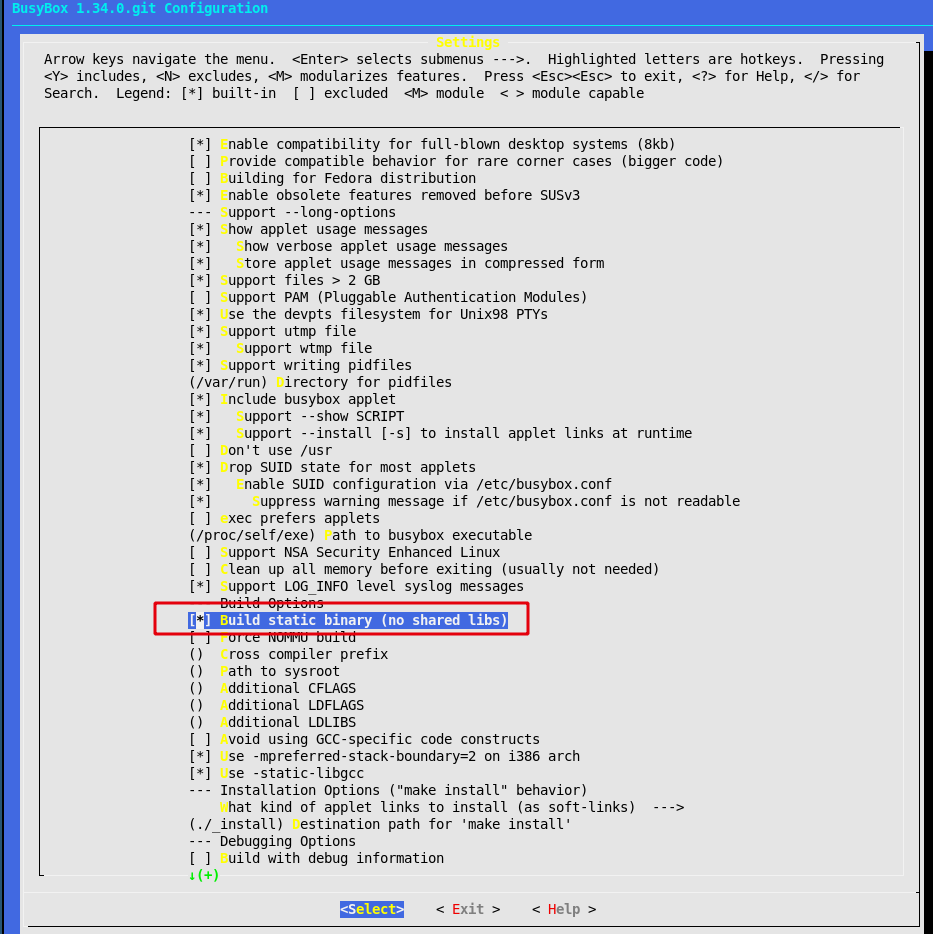 BusyBox 1.34.0.git Configuration
Settings
Arrow keys navigate the menu.  <Enter> selects submenus --->.  Highlighted letters are hotkeys.  Pressing
<Y> includes, <N> excludes, <M> modularizes features.  Press <Esc><Esc> to exit, <?> for Help, </> for
Search.  Legend: [*] built-in  [ ] excluded  <M> module  < > module capable
[*] Enable compatibility for full-blown desktop systems (8kb)
[ ] Provide compatible behavior for rare corner cases (bigger code)
[ ] Building for Fedora distribution
[*] Enable obsolete features removed before SUSv3
--- Support --long-options
[*] Show applet usage messages
[*]   Show verbose applet usage messages
[*]   Store applet usage messages in compressed form
[*] Support files > 2 GB
[ ] Support PAM (Pluggable Authentication Modules)
[*] Use the devpts filesystem for Unix98 PTYs
[*] Support utmp file
[*]   Support wtmp file
[*] Support writing pidfiles
(/var/run) Directory for pidfiles
[*] Include busybox applet
[*]   Support --show SCRIPT
[*]   Support --install [-s] to install applet links at runtime
[ ] Don't use /usr
[*] Drop SUID state for most applets
[*]   Enable SUID configuration via /etc/busybox.conf
[*]     Suppress warning message if /etc/busybox.conf is not readable
[ ] exec prefers applets
(/proc/self/exe) Path to busybox executable
[ ] Support NSA Security Enhanced Linux
[ ] Clean up all memory before exiting (usually not needed)
[*] Support LOG_INFO level syslog messages
--- Build Options
[*] Build static binary (no shared libs)
[ ] Force NOMMU build
()  Cross compiler prefix
()  Path to sysroot
()  Additional CFLAGS
()  Additional LDFLAGS
()  Additional LDLIBS
[ ] Avoid using GCC-specific code constructs
[*] Use -mpreferred-stack-boundary=2 on i386 arch
[*] Use -static-libgcc
--- Installation Options ("make install" behavior)
What kind of applet links to install (as soft-links)  --->
(./_install) Destination path for 'make install'
--- Debugging Options
[ ] Build with debug information
↓(+)
<Select>    < Exit >    < Help >